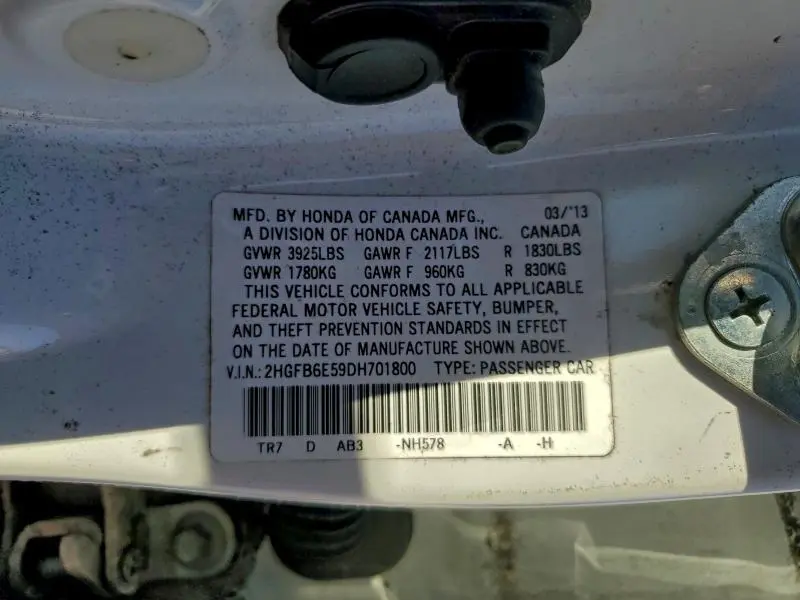 MFD. BY HONDA OF CANADA MFG., 03/'13
A DIVISION OF HONDA CANADA INC. CANADA
GVWR 3925LBS GAWR F 2117LBS R 1830LBS
GVWR 1780KG GAWR F 960KG R 830KG
THIS VEHICLE CONFORMS TO ALL APPLICABLE
FEDERAL MOTOR VEHICLE SAFETY, BUMPER,
AND THEFT PREVENTION STANDARDS IN EFFECT
ON THE DATE OF MANUFACTURE SHOWN ABOVE.
V.I.N.: 2HGFB6E59DH701800 TYPE: PASSENGER CAR
TR7 D AB3 -NH578 -A -H